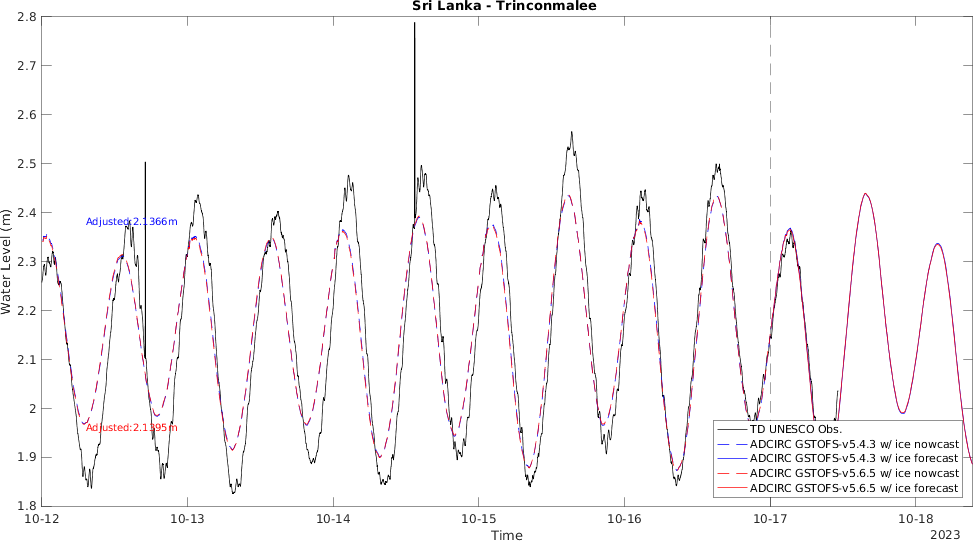 Sri Lanka - Trinconmalee
2.8
2.7
2.6
2.5
2.4
2.3
2.2
2.1
2
1.9
1.8
Water Level (m)
Adjusted:2.1366m
Adjusted:2.1395m
TD UNESCO Obs.
ADCIRC GSTOFS-v5.4.3 w/ ice nowcast
ADCIRC GSTOFS-v5.4.3 w/ ice forecast
ADCIRC GSTOFS-v5.6.5 w/ ice nowcast
ADCIRC GSTOFS-v5.6.5 w/ ice forecast
10-12 10-13 10-14 10-15 10-16 10-17 10-18
Time
2023